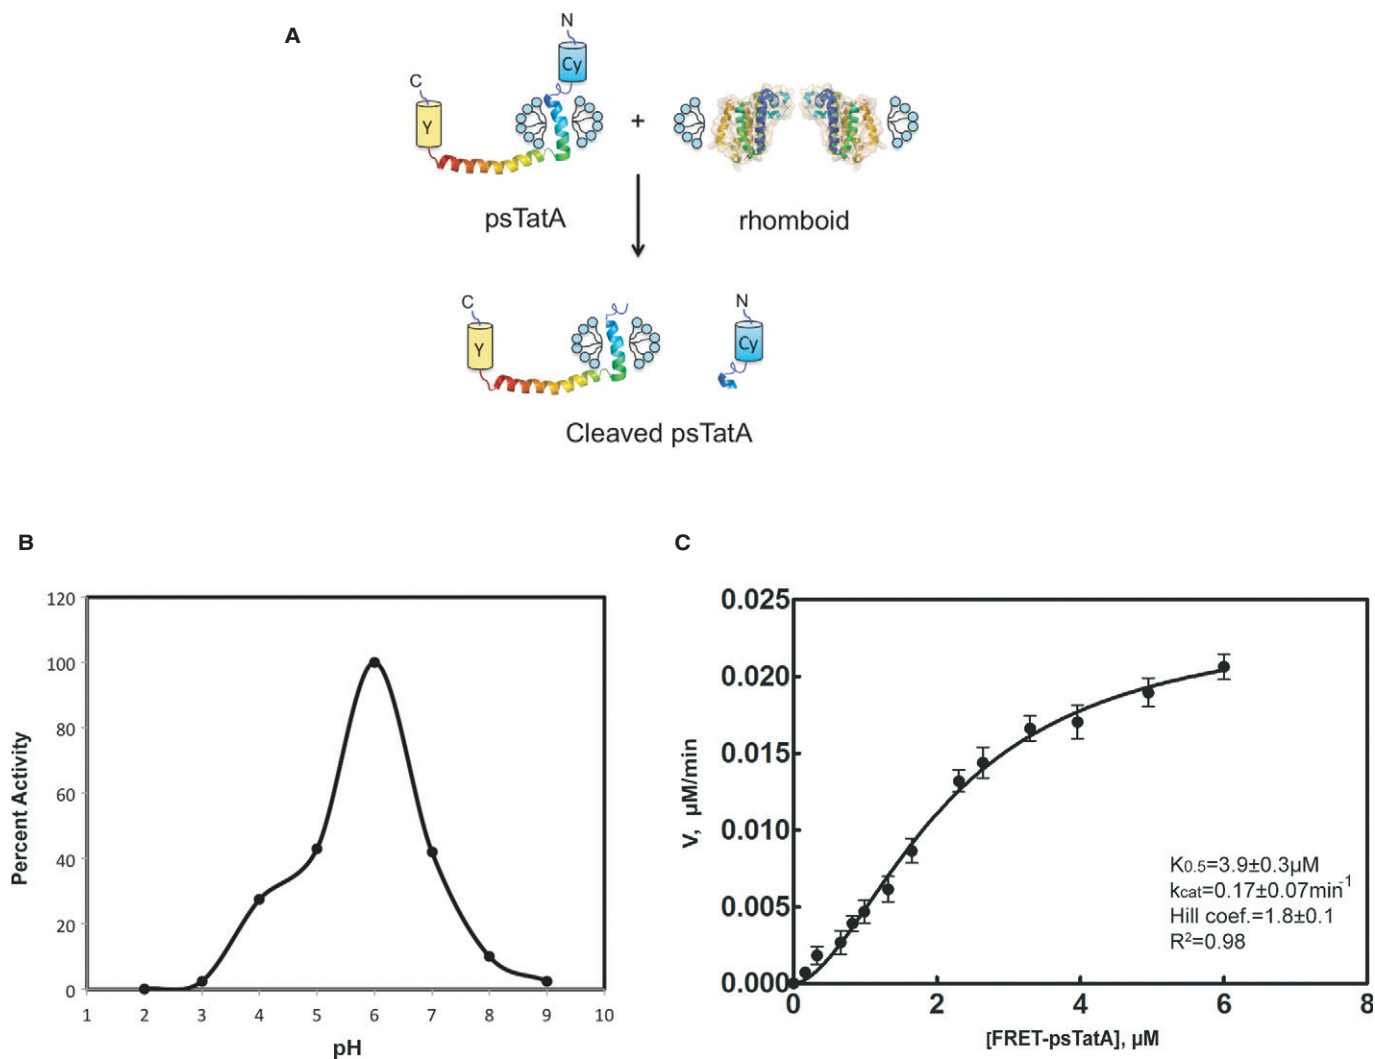 A
N
Cy
C
Y
+
psTatA
rhomboid
C
Y
N
Cy
Cleaved psTatA
B
120
100
80
60
40
20
0
Percent Activity
1 2 3 4 5 6 7 8 9 10
pH
C
0.025
0.020
0.015
0.010
0.005
0.000
V, µM/min
K0.5=3.9±0.3µM
kcat=0.17±0.07min-1
Hill coef.=1.8±0.1
R²=0.98
0 2 4 6 8
[FRET-psTatA], µM